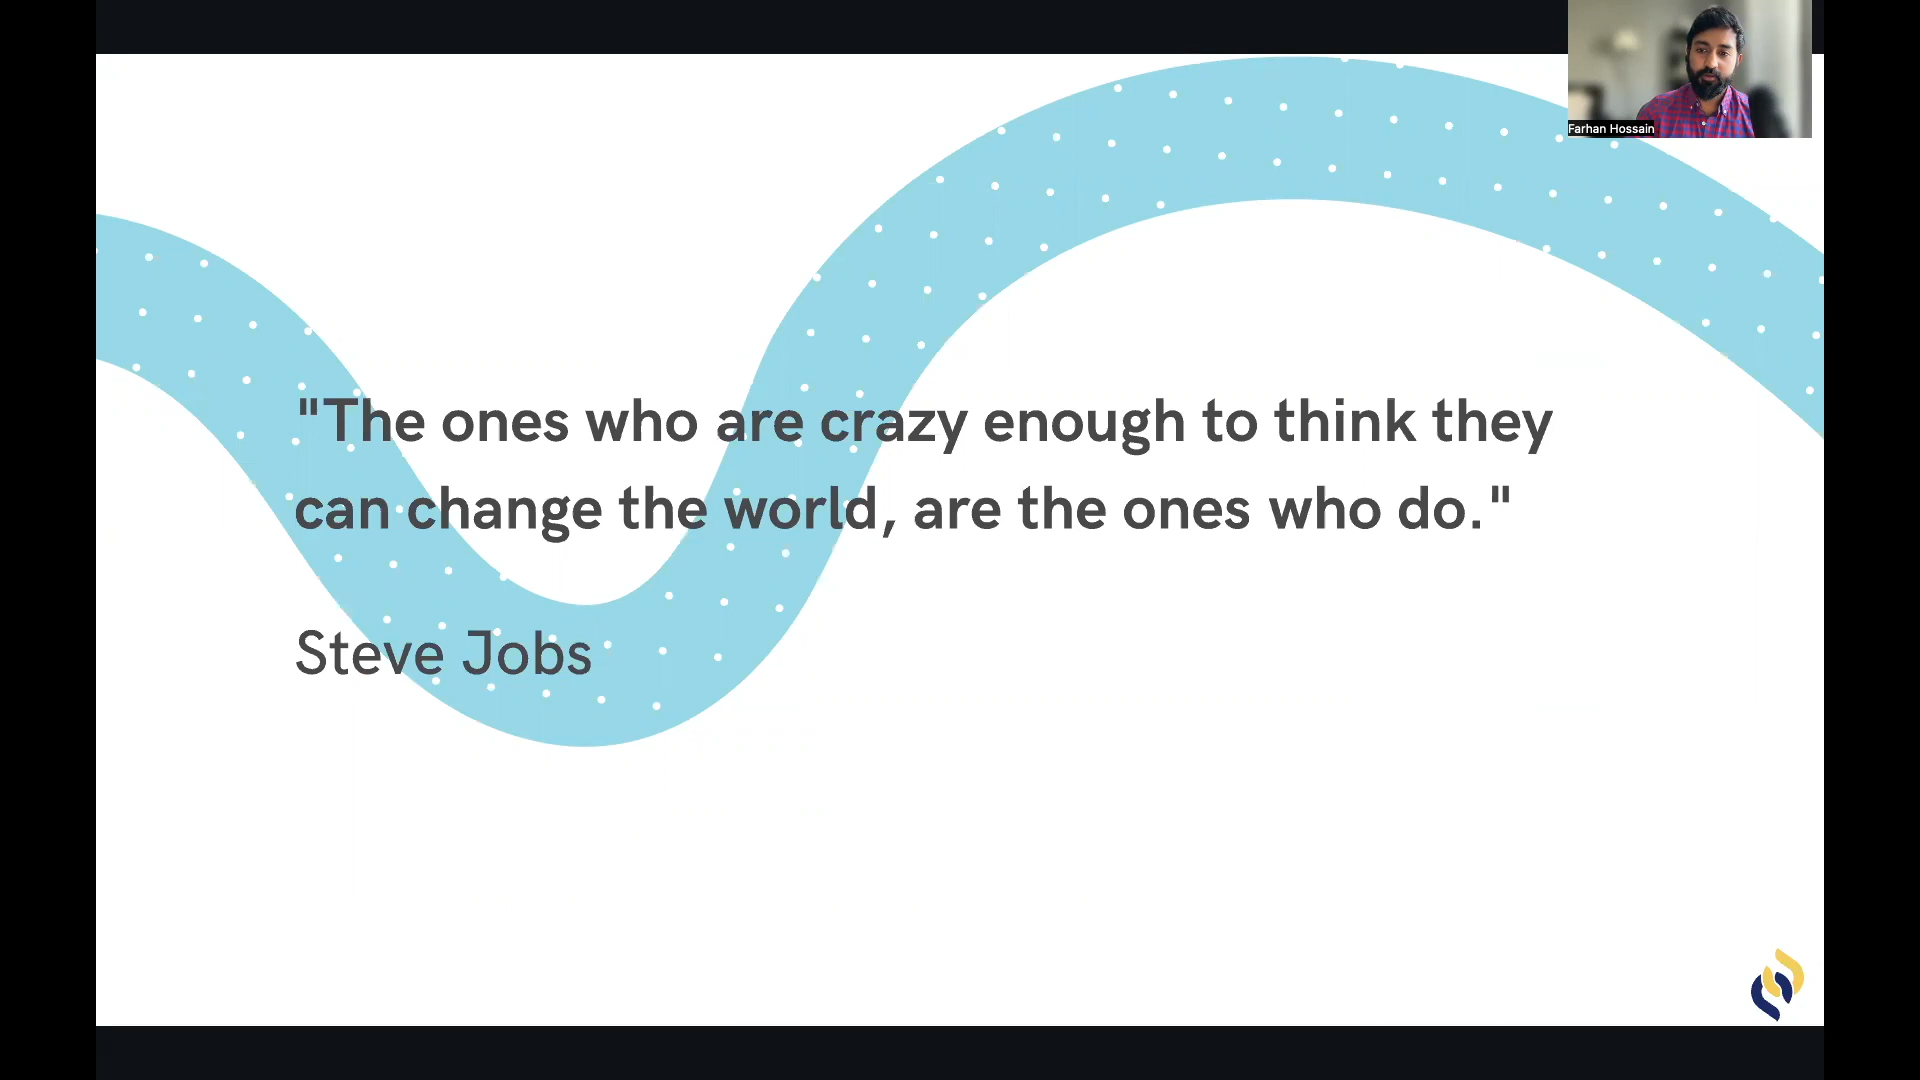 Farhan Hossain
"The ones who are crazy enough to think they
can change the world, are the ones who do."
Steve Jobs